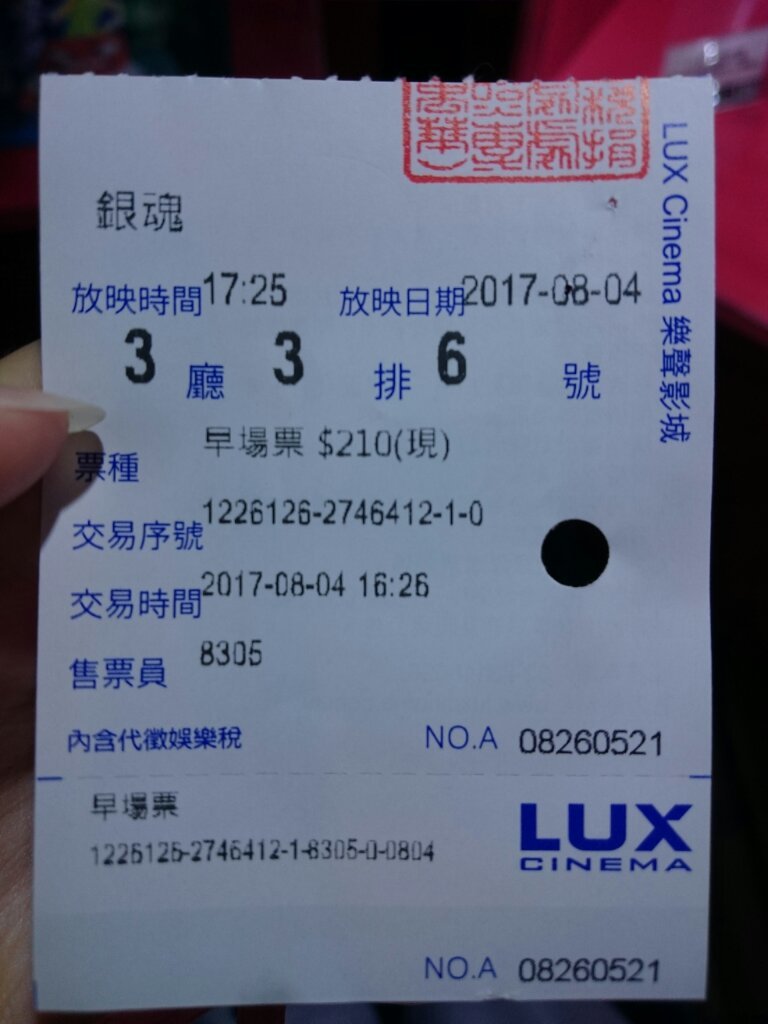 銀魂
放映時間 17:25 放映日期 2017-08-04
3 廳 3 排 6 號
票種 早場票 $210(現)
交易序號 1226126-2746412-1-0
交易時間 2017-08-04 16:26
售票員 8305
內含代徵娛樂稅 NO.A 08260521
LUX Cinema 樂聲影城
早場票
1226126-2746412-1-8305-0-0804
LUX
CINEMA
NO.A 08260521